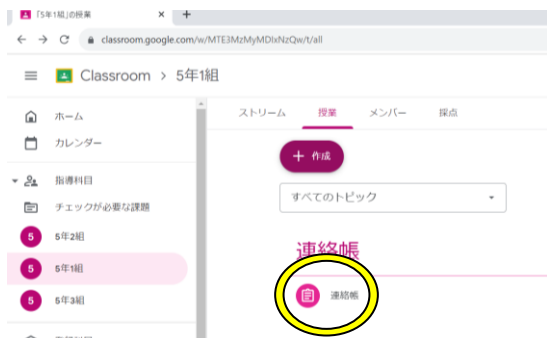 「5年1組」の授業
classroom.google.com/w/MTE3MzMyMDIxNzQw/t/all
Classroom > 5年1組
ホーム
カレンダー
指導科目
チェックが必要な課題
5 5年2組
5 5年1組
5 5年3組
ストリーム 授業 メンバー 採点
+ 作成
すべてのトピック
連絡帳
連絡帳